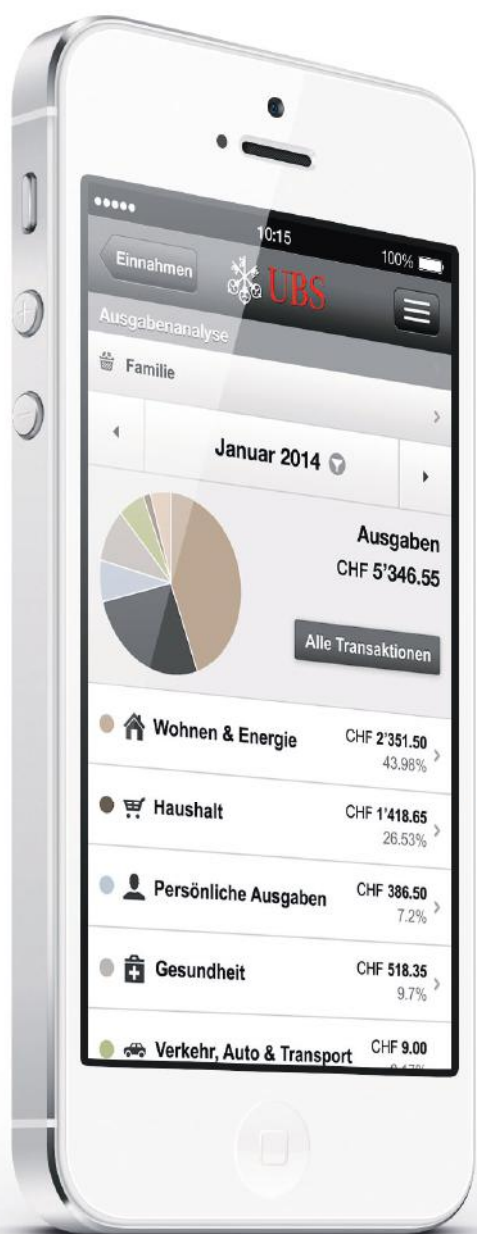 10:15
100%
Einnahmen
UBS
Ausgabenanalyse
Familie
Januar 2014
Ausgaben
CHF 5'346.55
Alle Transaktionen
Wohnen & Energie CHF 2'351.50
43.98%
Haushalt CHF 1'418.65
26.53%
Persönliche Ausgaben CHF 386.50
7.2%
Gesundheit CHF 518.35
9.7%
Verkehr, Auto & Transport CHF 9.00